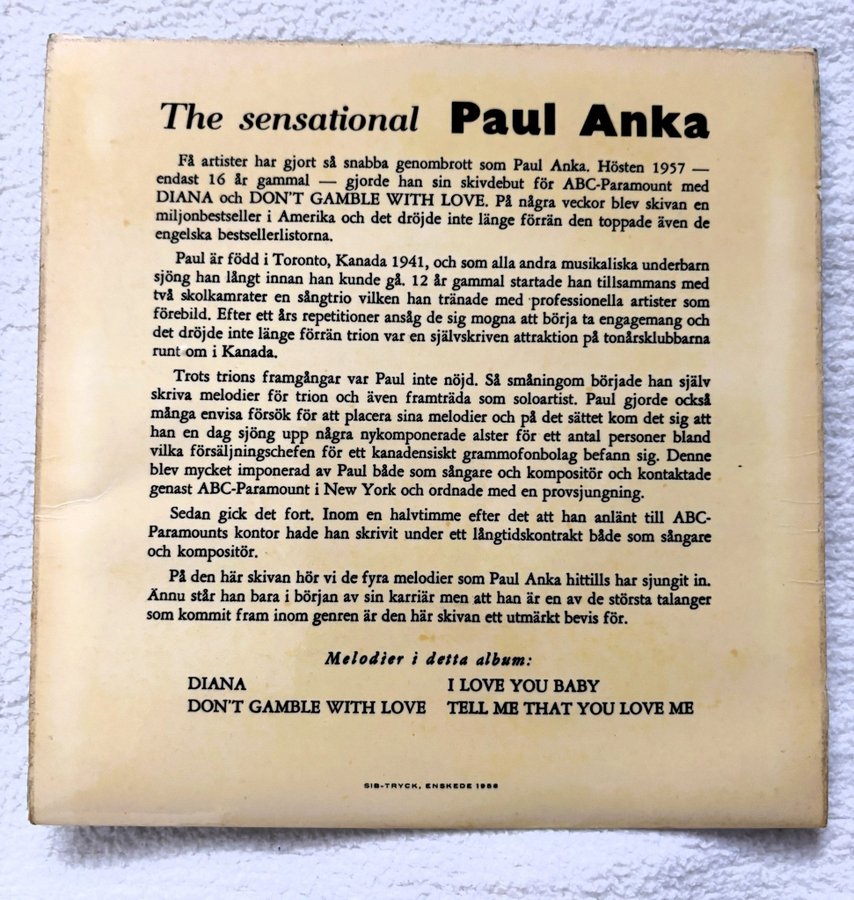 The sensational Paul Anka
Få artister har gjort så snabba genombrott som Paul Anka. Hösten 1957 —
endast 16 år gammal — gjorde han sin skivdebut för ABC-Paramount med
DIANA och DON'T GAMBLE WITH LOVE. På några veckor blev skivan en
miljonbestseller i Amerika och det dröjde inte länge förrän den toppade även de
engelska bestsellerlistorna.
Paul är född i Toronto, Kanada 1941, och som alla andra musikaliska underbarn
sjöng han långt innan han kunde gå. 12 år gammal startade han tillsammans med
två skolkamrater en sångtrio vilken han tränade med professionella artister som
förebild. Efter ett års repetitioner ansåg de sig mogna att börja ta engagemang och
det dröjde inte länge förrän trion var en självskriven attraktion på tonårsklubbarna
runt om i Kanada.
Trots trions framgångar var Paul inte nöjd. Så småningom började han själv
skriva melodier för trion och även framträda som soloartist. Paul gjorde också
många envisa försök för att placera sina melodier och på det sättet kom det sig att
han en dag sjöng upp några nykomponerade alster för ett antal personer bland
vilka försäljningschefen för ett kanadensiskt grammofonbolag befann sig. Denne
blev mycket imponerad av Paul både som sångare och kompositör och kontaktade
genast ABC-Paramount i New York och ordnade med en provsjungning.
Sedan gick det fort. Inom en halvtimme efter det att han anlänt till ABC-
Paramounts kontor hade han skrivit under ett långtidskontrakt både som sångare
och kompositör.
På den här skivan hör vi de fyra melodier som Paul Anka hittills har sjungit in.
Ännu står han bara i början av sin karriär men att han är en av de största talanger
som kommit fram inom genren är den här skivan ett utmärkt bevis för.
Melodier i detta album:
DIANA I LOVE YOU BABY
DON'T GAMBLE WITH LOVE TELL ME THAT YOU LOVE ME
SIB-TRYCK, ENSKEDE